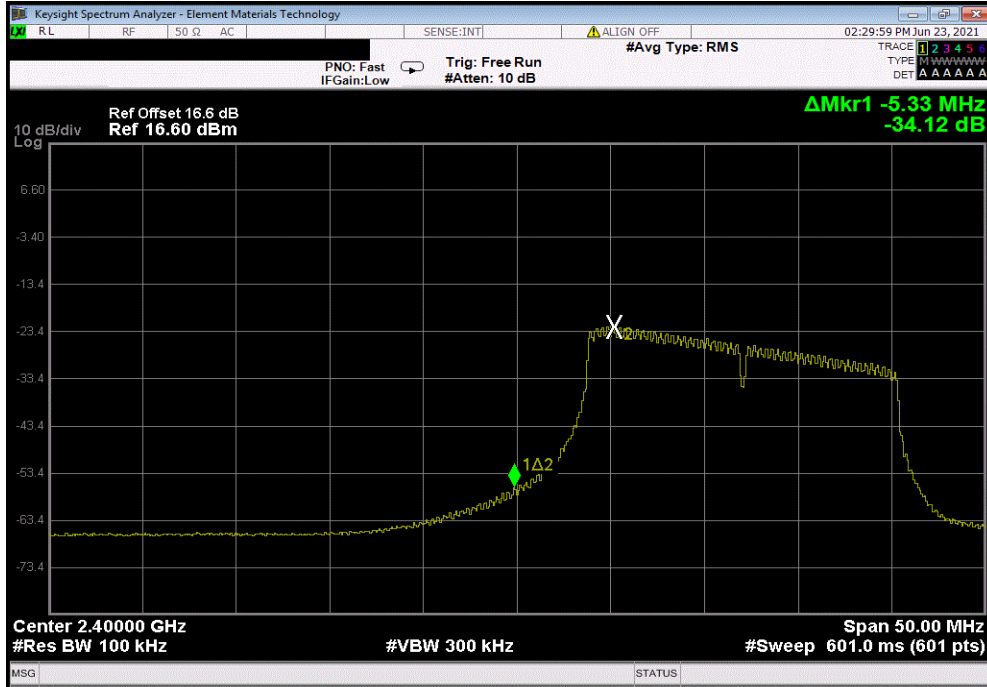 Keysight Spectrum Analyzer - Element Materials Technology
LXI RL RF 50 Ω AC SENSE:INT ALIGN OFF 02:29:59 PM Jun 23, 2021
#Avg Type: RMS
TRACE 1 2 3 4 5 6
PNO: Fast Trig: Free Run TYPE M W W W W W
IFGain:Low #Atten: 10 dB DET A A A A A A
ΔMkr1 -5.33 MHz
Ref Offset 16.6 dB
10 dB/div Ref 16.60 dBm -34.12 dB
Log
6.60
-3.40
-13.4
-23.4
X2
-33.4
-43.4
1Δ2
-53.4
-63.4
-73.4
Center 2.40000 GHz Span 50.00 MHz
#Res BW 100 kHz #VBW 300 kHz #Sweep 601.0 ms (601 pts)
MSG STATUS